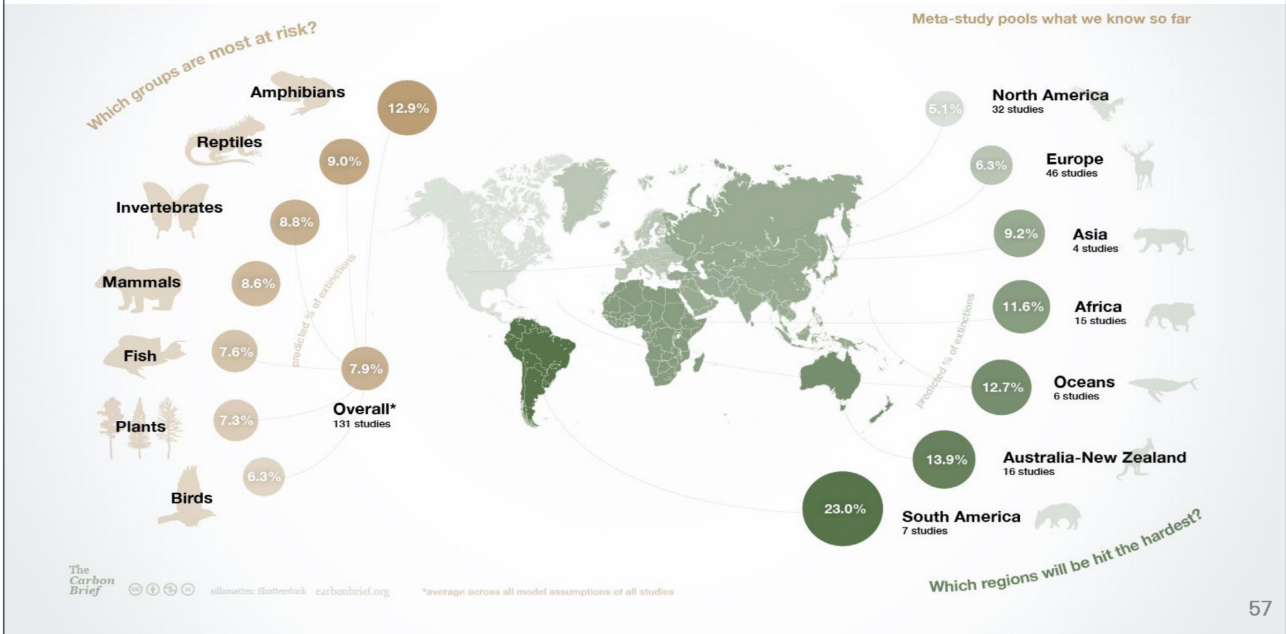 Meta-study pools what we know so far
Which groups are most at risk?
Amphibians
12.9%
Reptiles
9.0%
Invertebrates
8.8%
Mammals
8.6%
Fish
7.6%
Plants
7.3%
Birds
6.3%
predicted % of extinctions
7.9%
Overall*
131 studies
5.1%
North America
32 studies
6.3%
Europe
46 studies
9.2%
Asia
4 studies
11.6%
Africa
15 studies
predicted % of extinctions
12.7%
Oceans
6 studies
13.9%
Australia-New Zealand
16 studies
23.0%
South America
7 studies
Which regions will be hit the hardest?
The
Carbon
Brief
silhouettes: Shutterstock carbonbrief.org
*average across all model assumptions of all studies
57